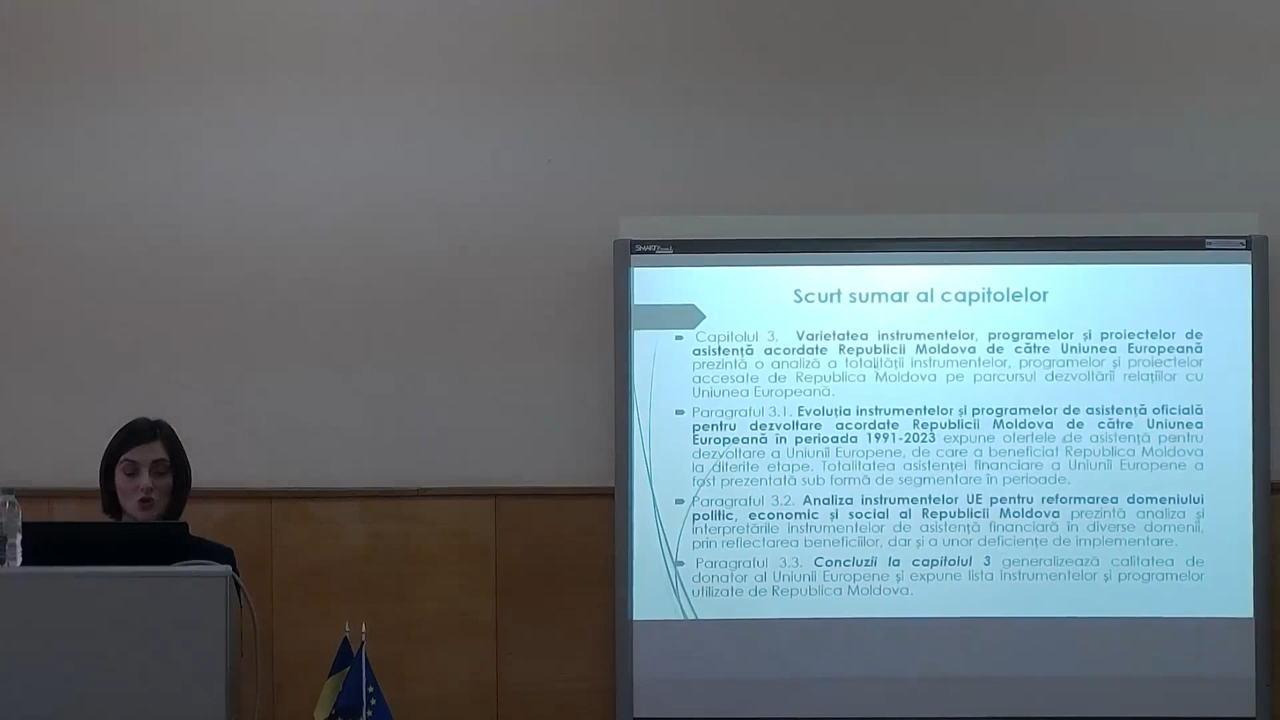 SMART
Scurt sumar al capitolelor
Capitolul 3. Varietatea instrumentelor, programelor și proiectelor de
asistență acordate Republicii Moldova de către Uniunea Europeană
prezintă o analiză a totalității instrumentelor, programelor și proiectelor
accesate de Republica Moldova pe parcursul dezvoltării relațiilor cu
Uniunea Europeană.
Paragraful 3.1. Evoluția instrumentelor și programelor de asistență oficială
pentru dezvoltare acordate Republicii Moldova de către Uniunea
Europeană în perioada 1991-2023 expune ofertele de asistență pentru
dezvoltare a Uniunii Europene, de care a beneficiat Republica Moldova
la diferite etape. Totalitatea asistenței financiare a Uniunii Europene a
fost prezentată sub formă de segmentare în perioade.
Paragraful 3.2. Analiza instrumentelor UE pentru reformarea domeniului
politic, economic și social al Republicii Moldova prezintă analiza și
interpretările instrumentelor de asistență financiară în diverse domenii,
prin reflectarea beneficiilor, dar și a unor deficiențe de implementare.
Paragraful 3.3. Concluzii la capitolul 3 generalizează calitatea de
donator al Uniunii Europene și expune lista instrumentelor și programelor
utilizate de Republica Moldova.